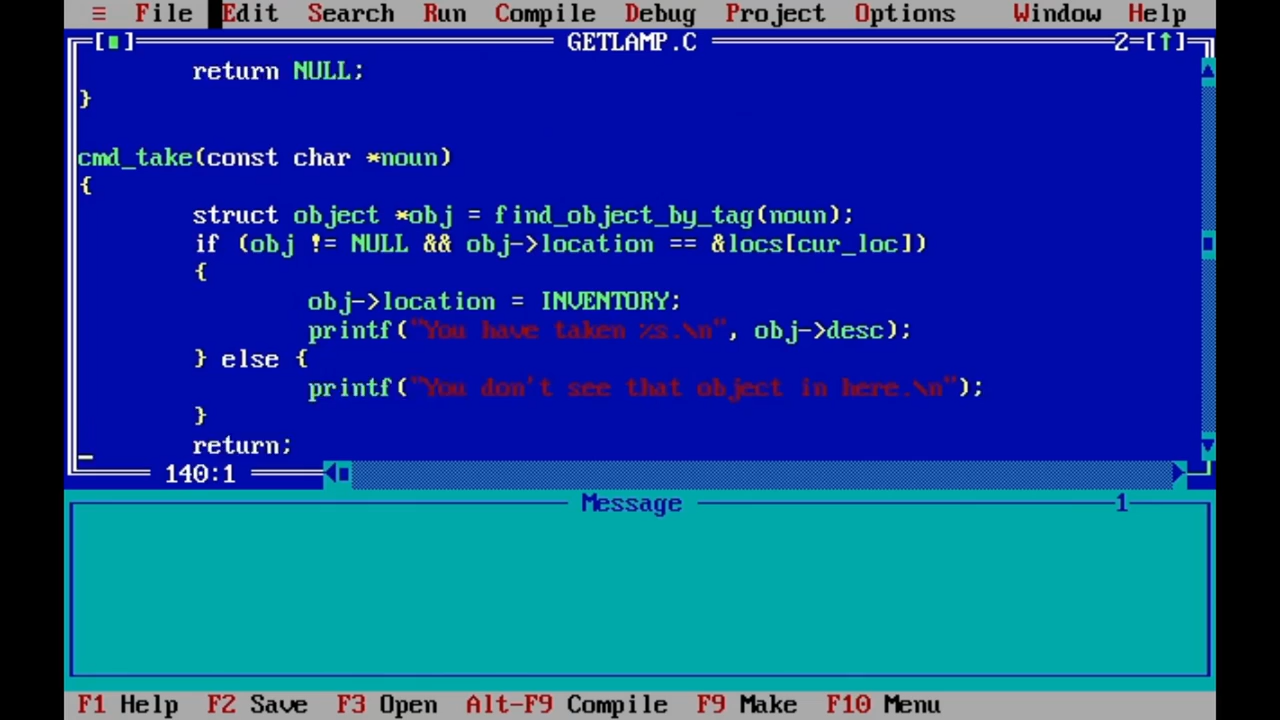 ≡ File Edit Search Run Compile Debug Project Options Window Help
[■] GETLAMP.C 2=[↑]
return NULL;
}
cmd_take(const char *noun)
{
struct object *obj = find_object_by_tag(noun);
if (obj != NULL && obj->location == &locs[cur_loc])
{
obj->location = INVENTORY;
printf("You have taken %s.\n", obj->desc);
} else {
printf("You don't see that object in here.\n");
}
return;
140:1
Message 1
F1 Help F2 Save F3 Open Alt-F9 Compile F9 Make F10 Menu